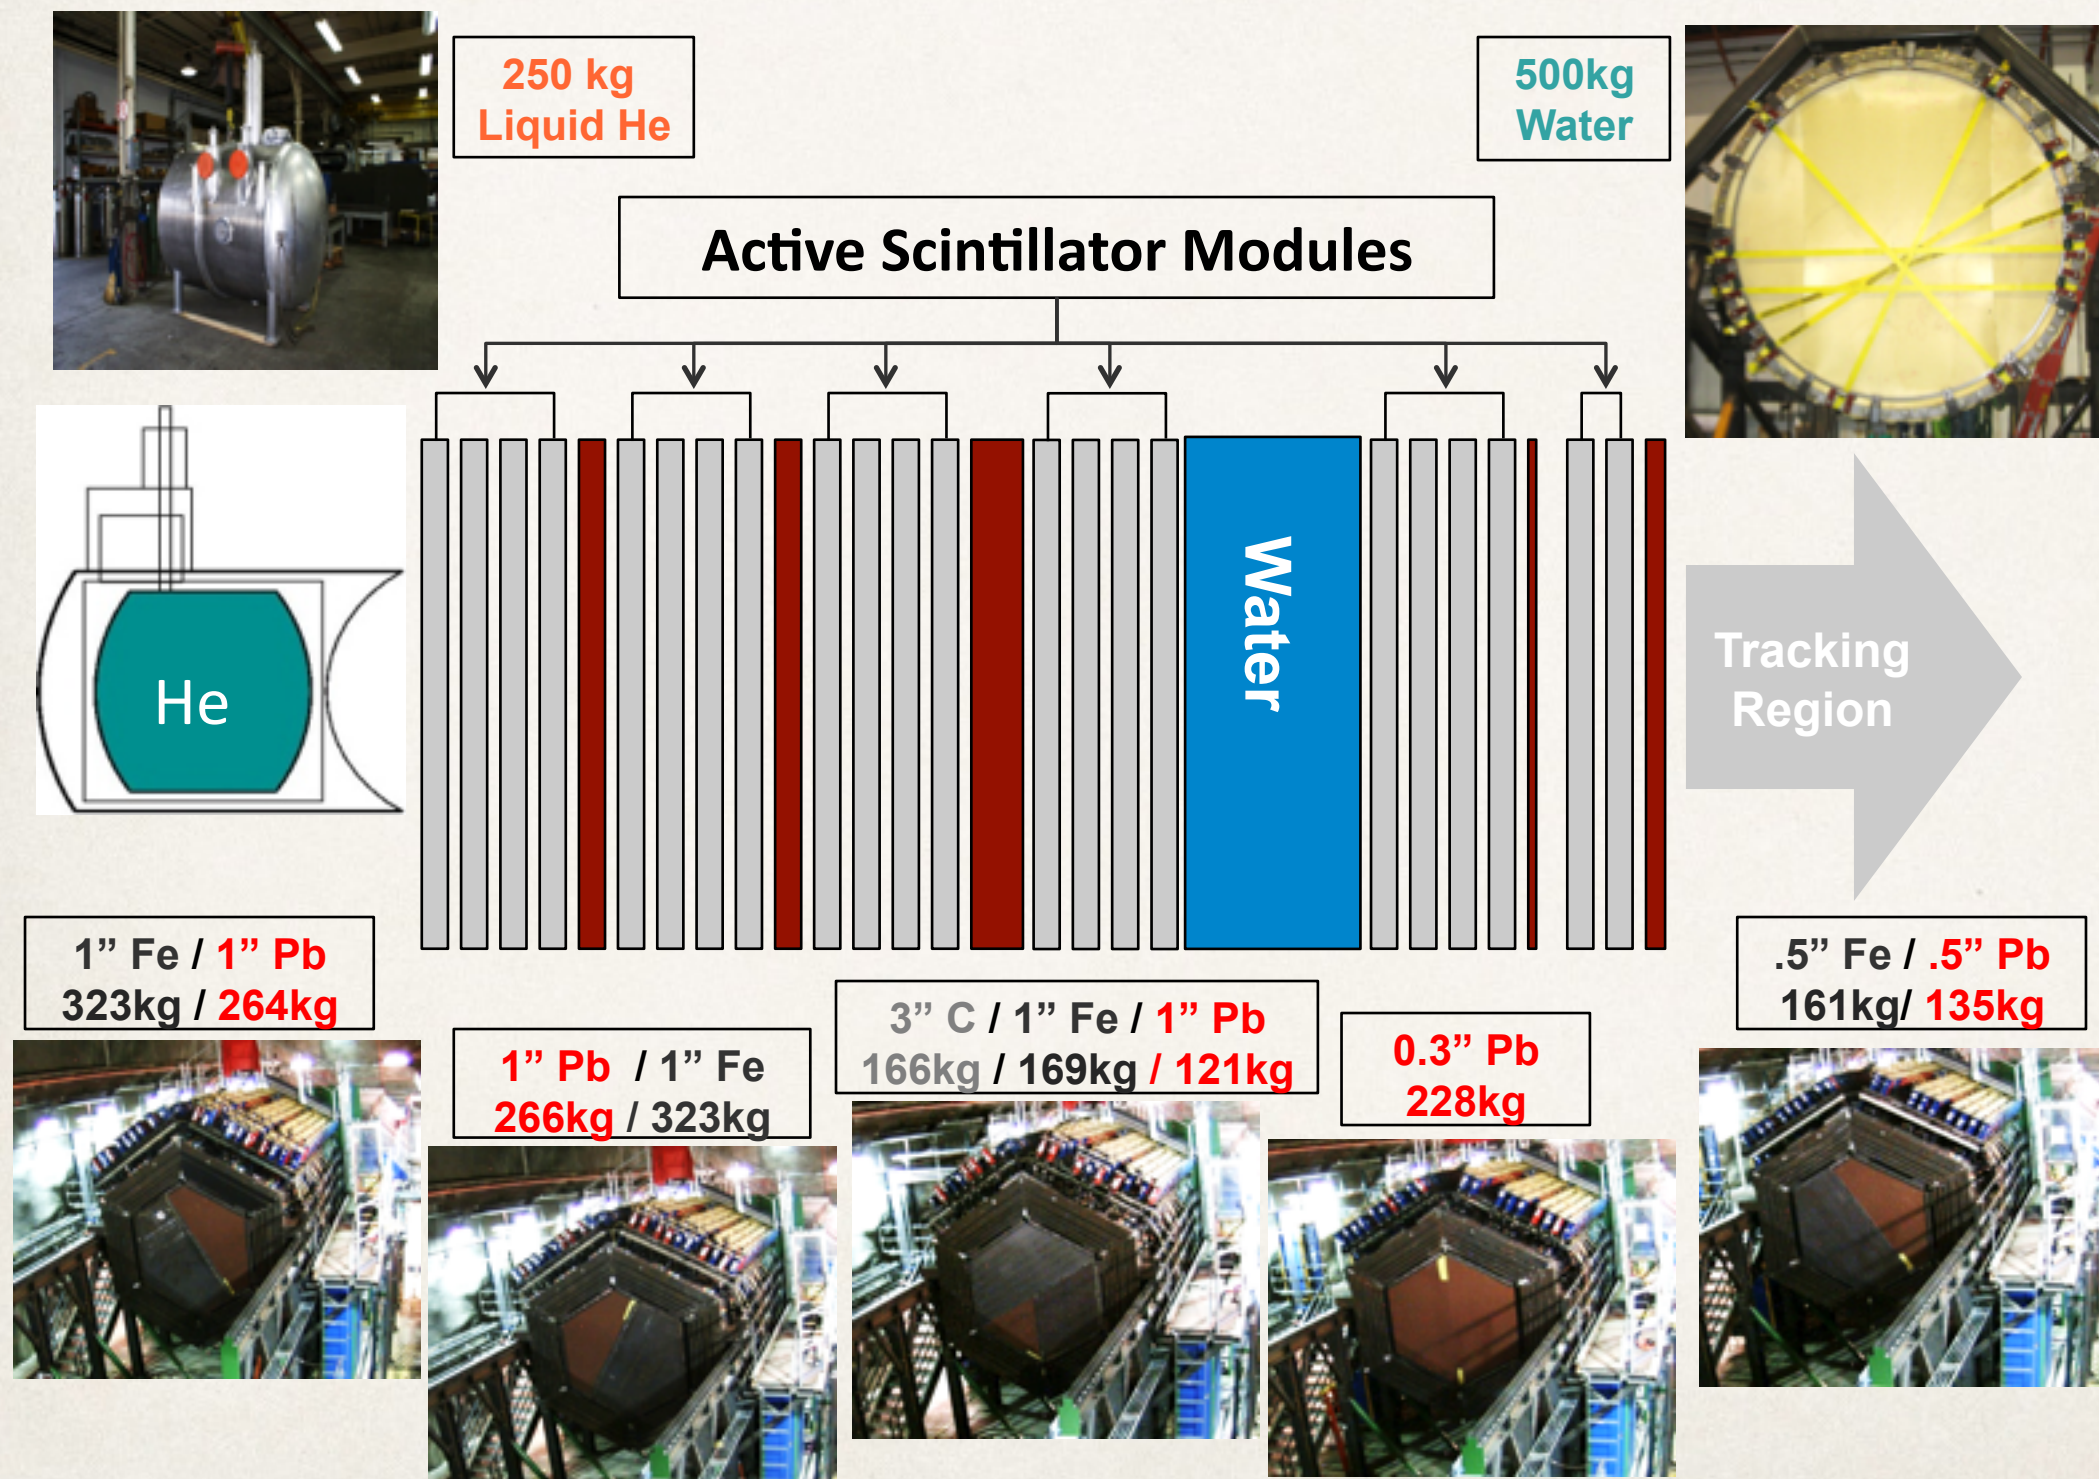 250 kg
Liquid He
500kg
Water
Active Scintillator Modules
He
Water
Tracking
Region
1” Fe / 1” Pb
323kg / 264kg
1” Pb / 1” Fe
266kg / 323kg
3” C / 1” Fe / 1” Pb
166kg / 169kg / 121kg
0.3” Pb
228kg
.5” Fe / .5” Pb
161kg/ 135kg